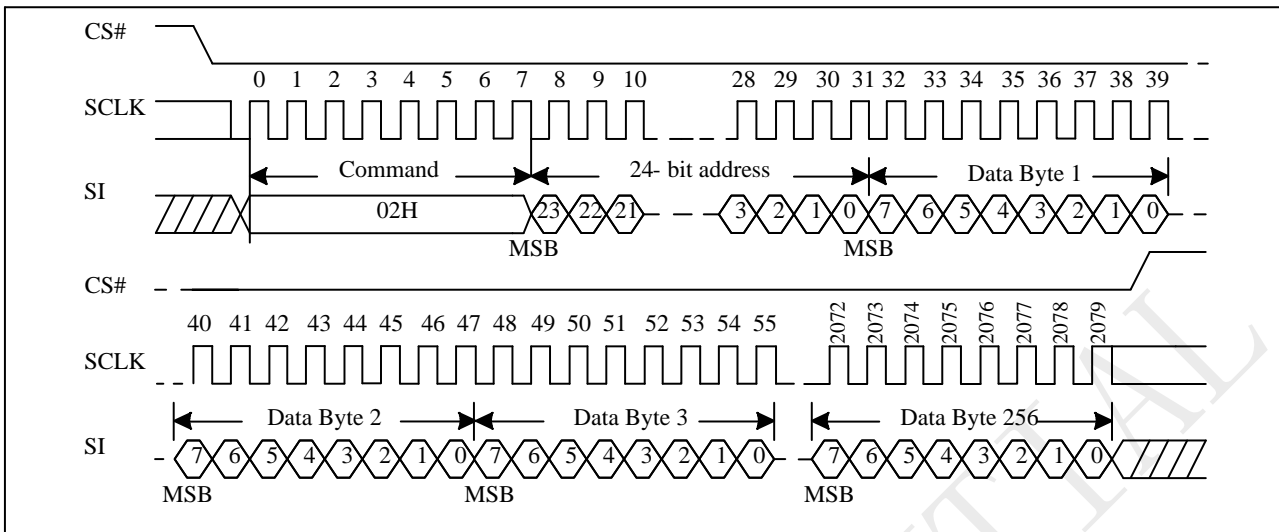 CS#
0 1 2 3 4 5 6 7 8 9 10 28 29 30 31 32 33 34 35 36 37 38 39
SCLK
Command 24- bit address Data Byte 1
SI
02H 23 22 21 3 2 1 0 7 6 5 4 3 2 1 0
MSB MSB
CS#
40 41 42 43 44 45 46 47 48 49 50 51 52 53 54 55 2072 2073 2074 2075 2076 2077 2078 2079
SCLK
Data Byte 2 Data Byte 3 Data Byte 256
SI
7 6 5 4 3 2 1 0 7 6 5 4 3 2 1 0 7 6 5 4 3 2 1 0
MSB MSB MSB